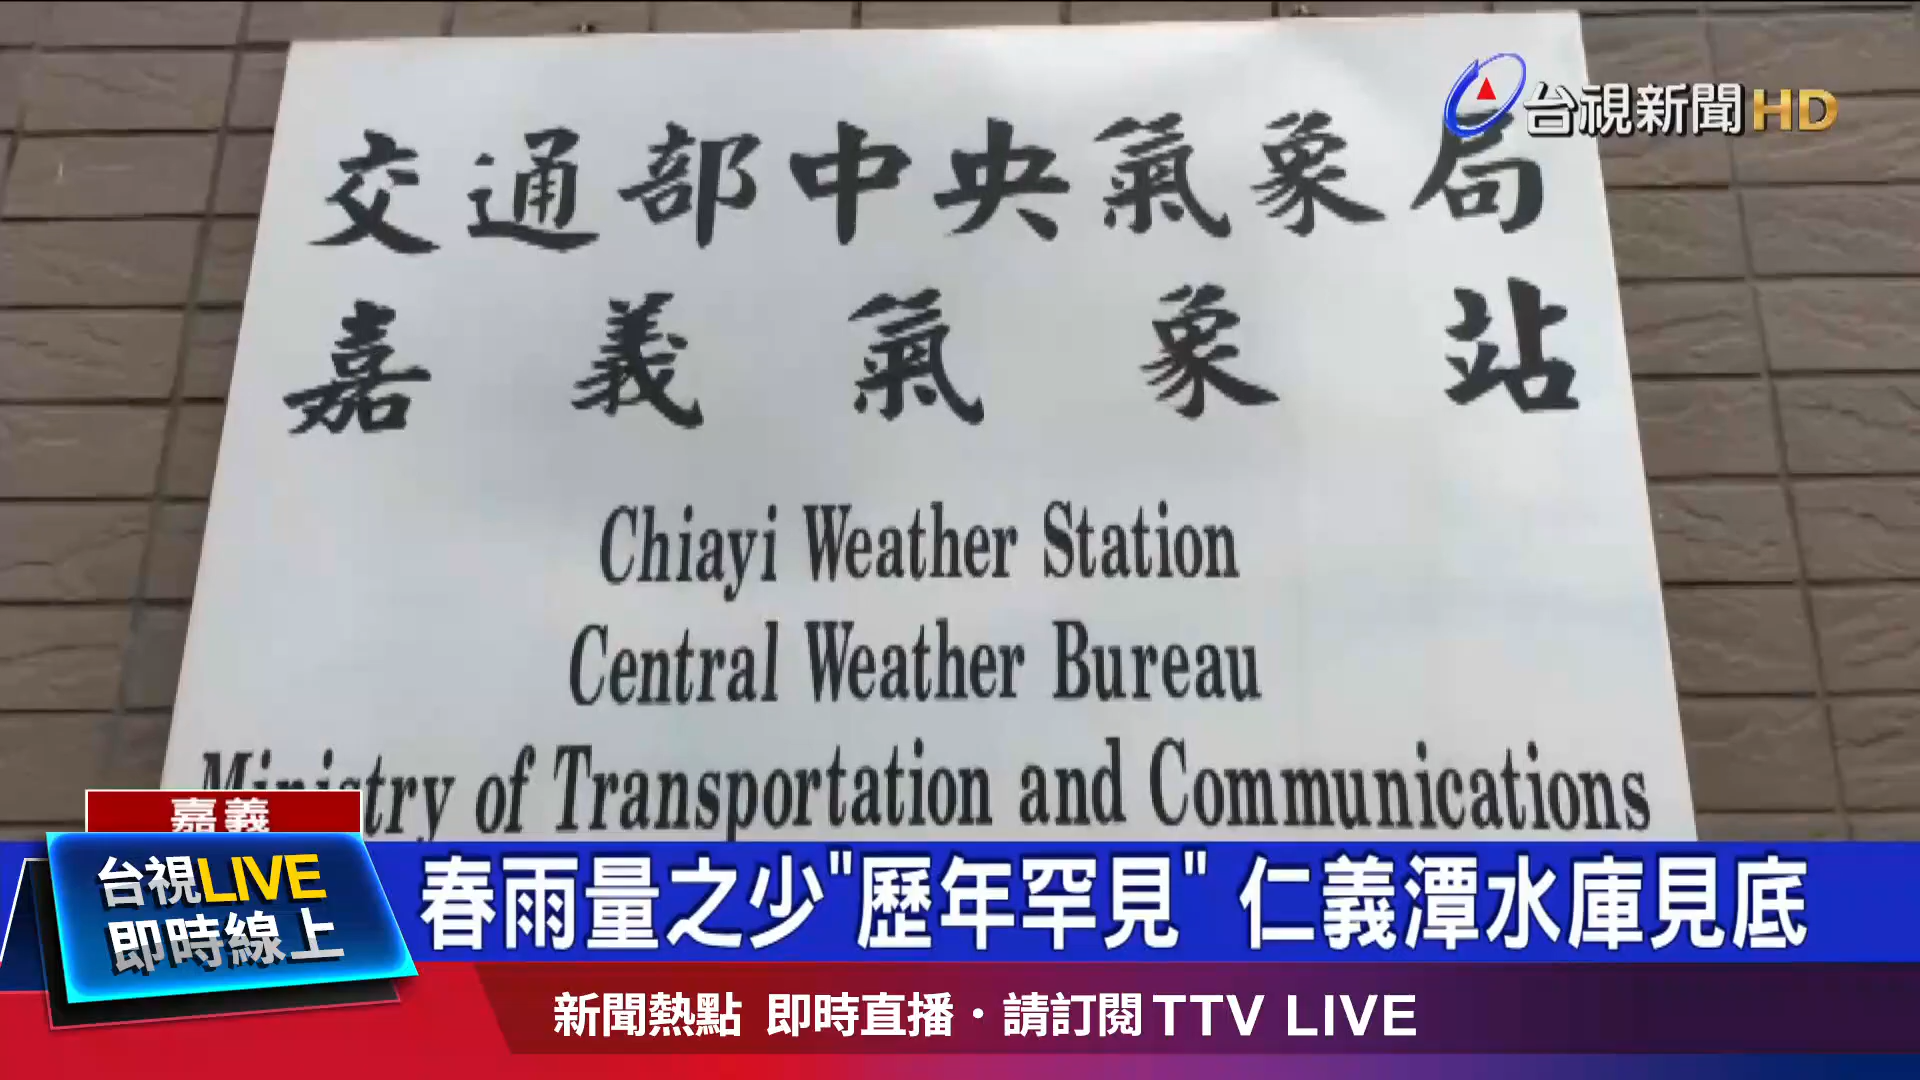 台視新聞HD
交通部中央氣象局
嘉義氣象站
Chiayi Weather Station
Central Weather Bureau
Ministry of Transportation and Communications
嘉義
台視LIVE
即時線上
春雨量之少"歷年罕見" 仁義潭水庫見底
新聞熱點 即時直播・請訂閱TTV LIVE